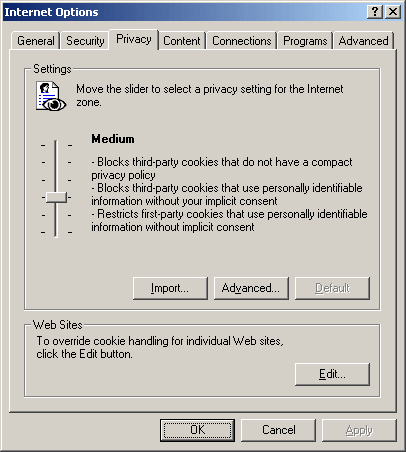 Internet Options
General Security Privacy Content Connections Programs Advanced
Settings
Move the slider to select a privacy setting for the Internet
zone.
Medium
- Blocks third-party cookies that do not have a compact
privacy policy
- Blocks third-party cookies that use personally identifiable
information without your implicit consent
- Restricts first-party cookies that use personally identifiable
information without implicit consent
Import... Advanced... Default
Web Sites
To override cookie handling for individual Web sites,
click the Edit button.
Edit...
OK Cancel Apply